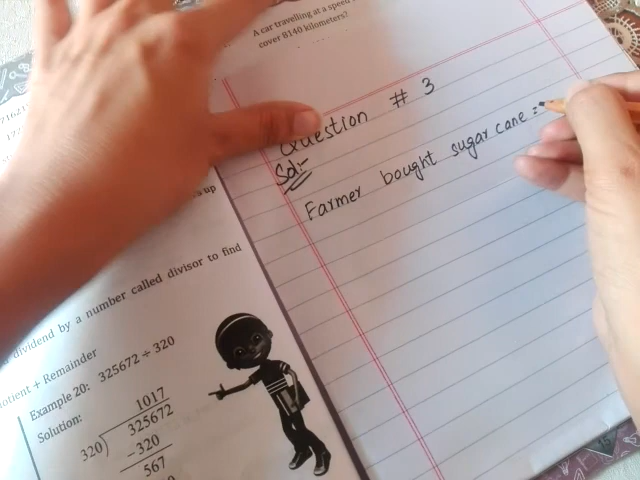 A car travelling at a speed
cover 8140 kilometers?
Question # 3
Sol:-
Farmer bought sugar cane =
up
dividend by a number called divisor to find
+ Remainder
Example 20: 325672 ÷ 320
Solution:
1017
320) 325672
-320
567